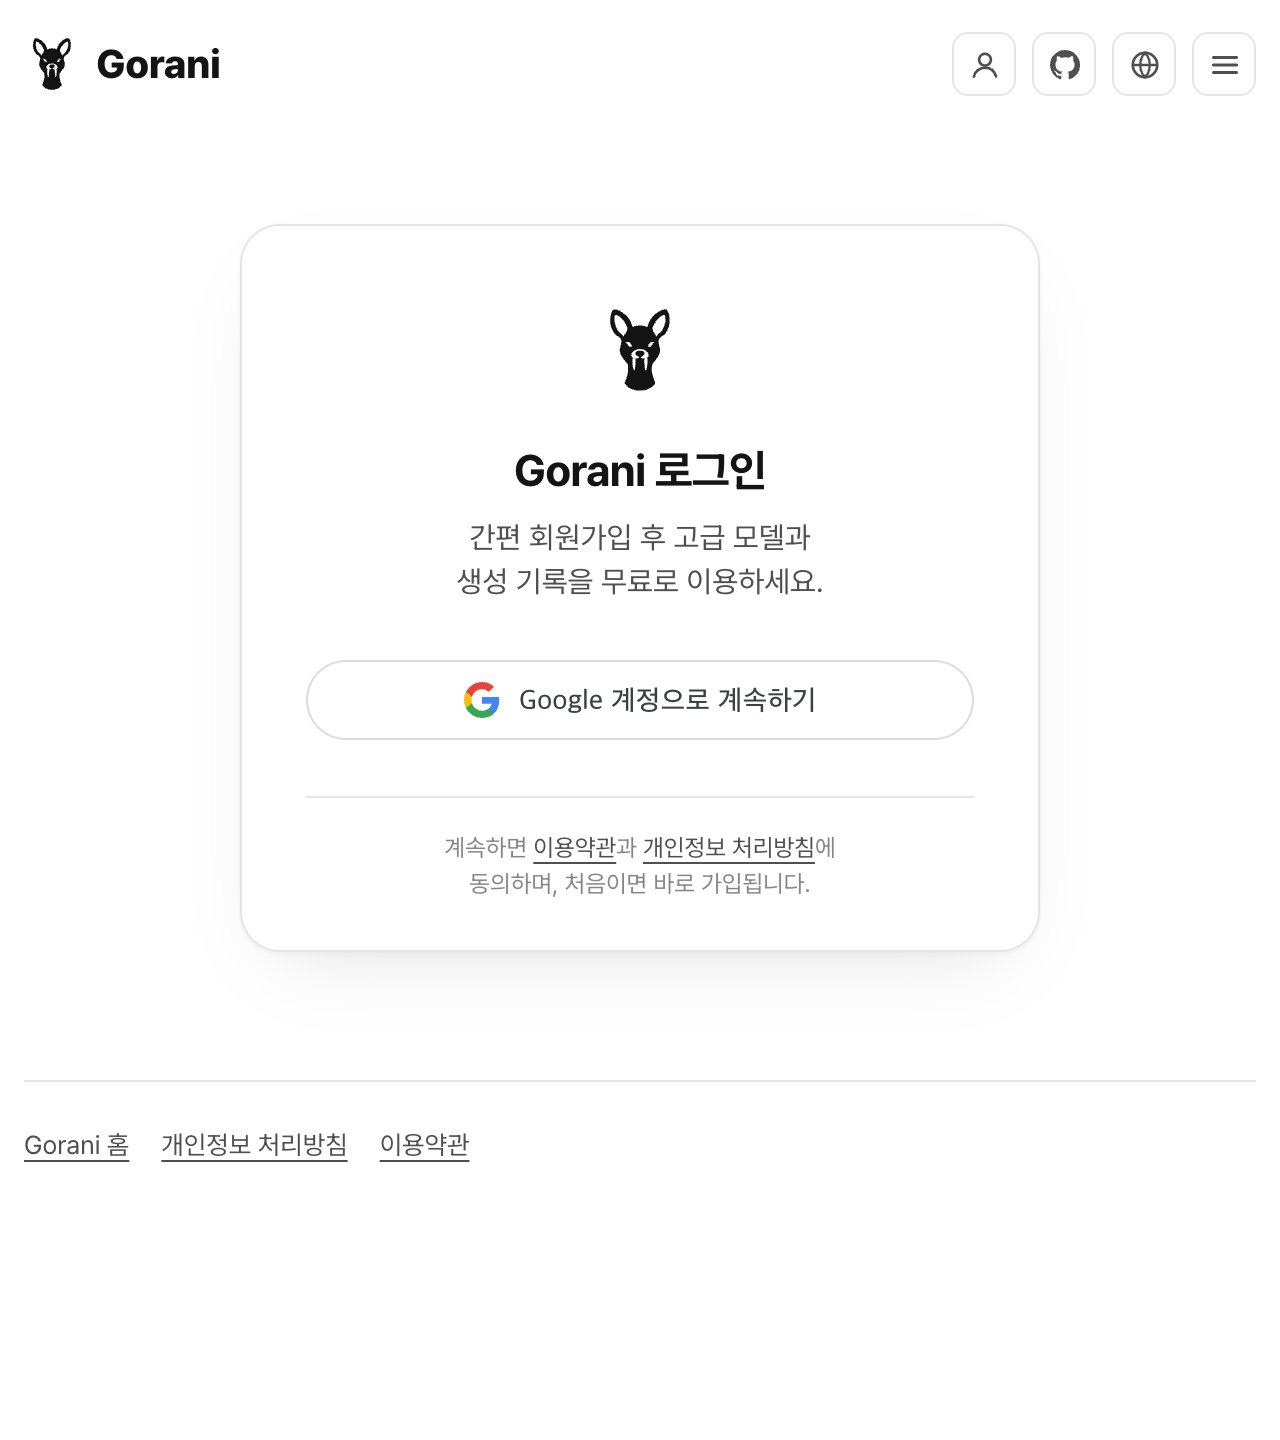 Gorani
Gorani 로그인
간편 회원가입 후 고급 모델과
생성 기록을 무료로 이용하세요.
Google 계정으로 계속하기
계속하면 이용약관과 개인정보 처리방침에
동의하며, 처음이면 바로 가입됩니다.
Gorani 홈 개인정보 처리방침 이용약관